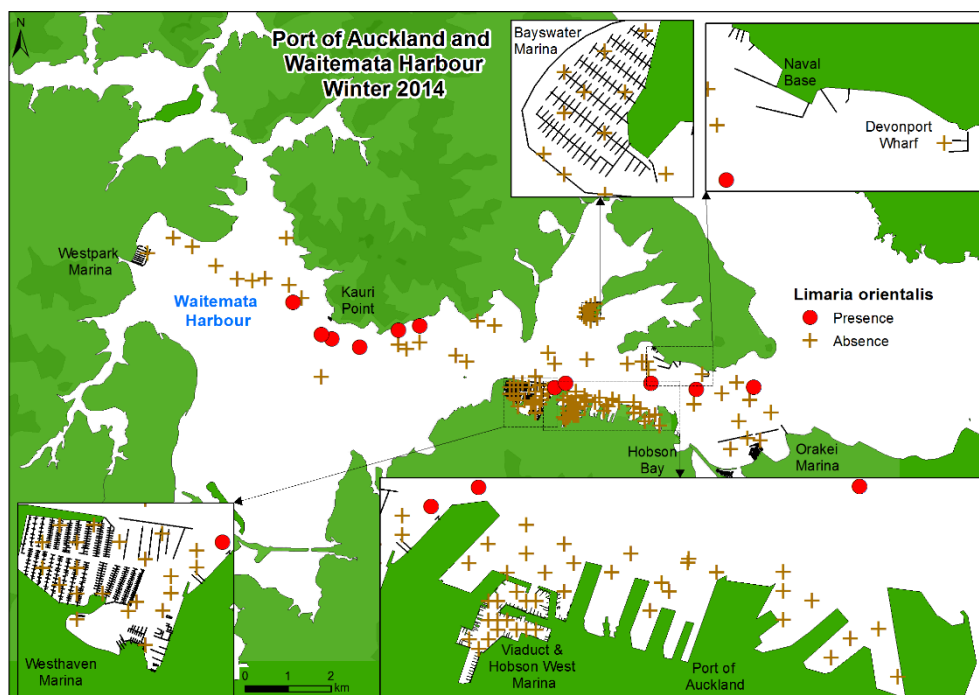 N
Port of Auckland and
Waitemata Harbour
Winter 2014
Bayswater
Marina
Naval
Base
Devonport
Wharf
Westpark
Marina
Waitemata
Harbour
Kauri
Point
Limaria orientalis
Presence
Absence
Hobson
Bay
Orakei
Marina
Westhaven
Marina
0 1 2
km
Viaduct &
Hobson West
Marina
Port of
Auckland